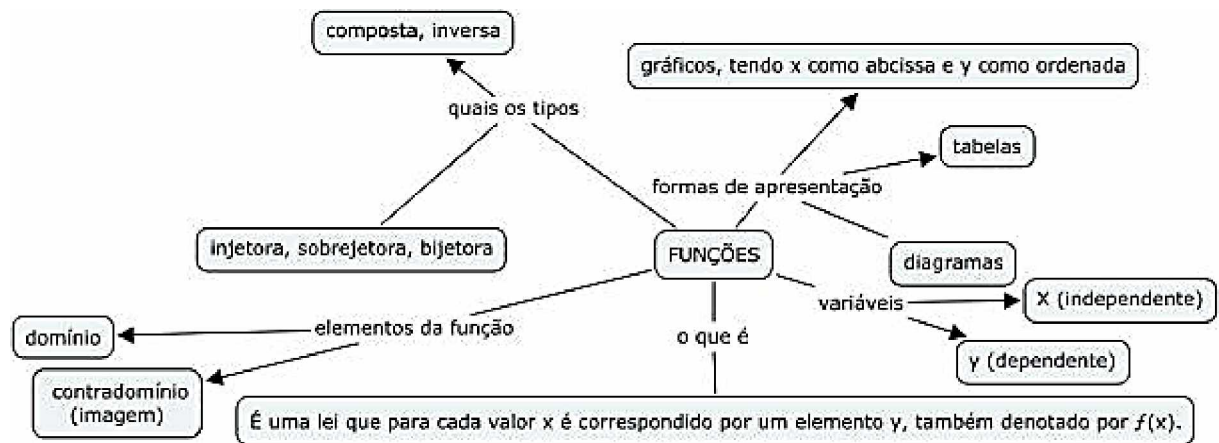 composta, inversa
gráficos, tendo x como abcissa e y como ordenada
quais os tipos
tabelas
formas de apresentação
injetora, sobrejetora, bijetora
FUNÇÕES
diagramas
variáveis
X (independente)
elementos da função
domínio
o que é
y (dependente)
contradomínio
(imagem)
É uma lei que para cada valor x é correspondido por um elemento y, também denotado por f(x).